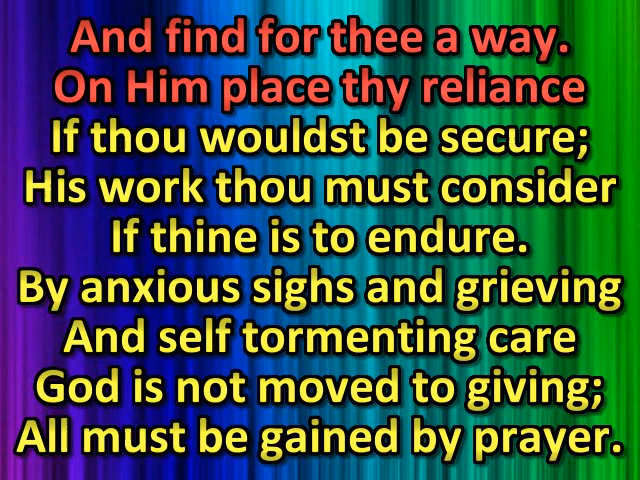 And find for thee a way.
On Him place thy reliance
If thou wouldst be secure;
His work thou must consider
If thine is to endure.
By anxious sighs and grieving
And self tormenting care
God is not moved to giving;
All must be gained by prayer.